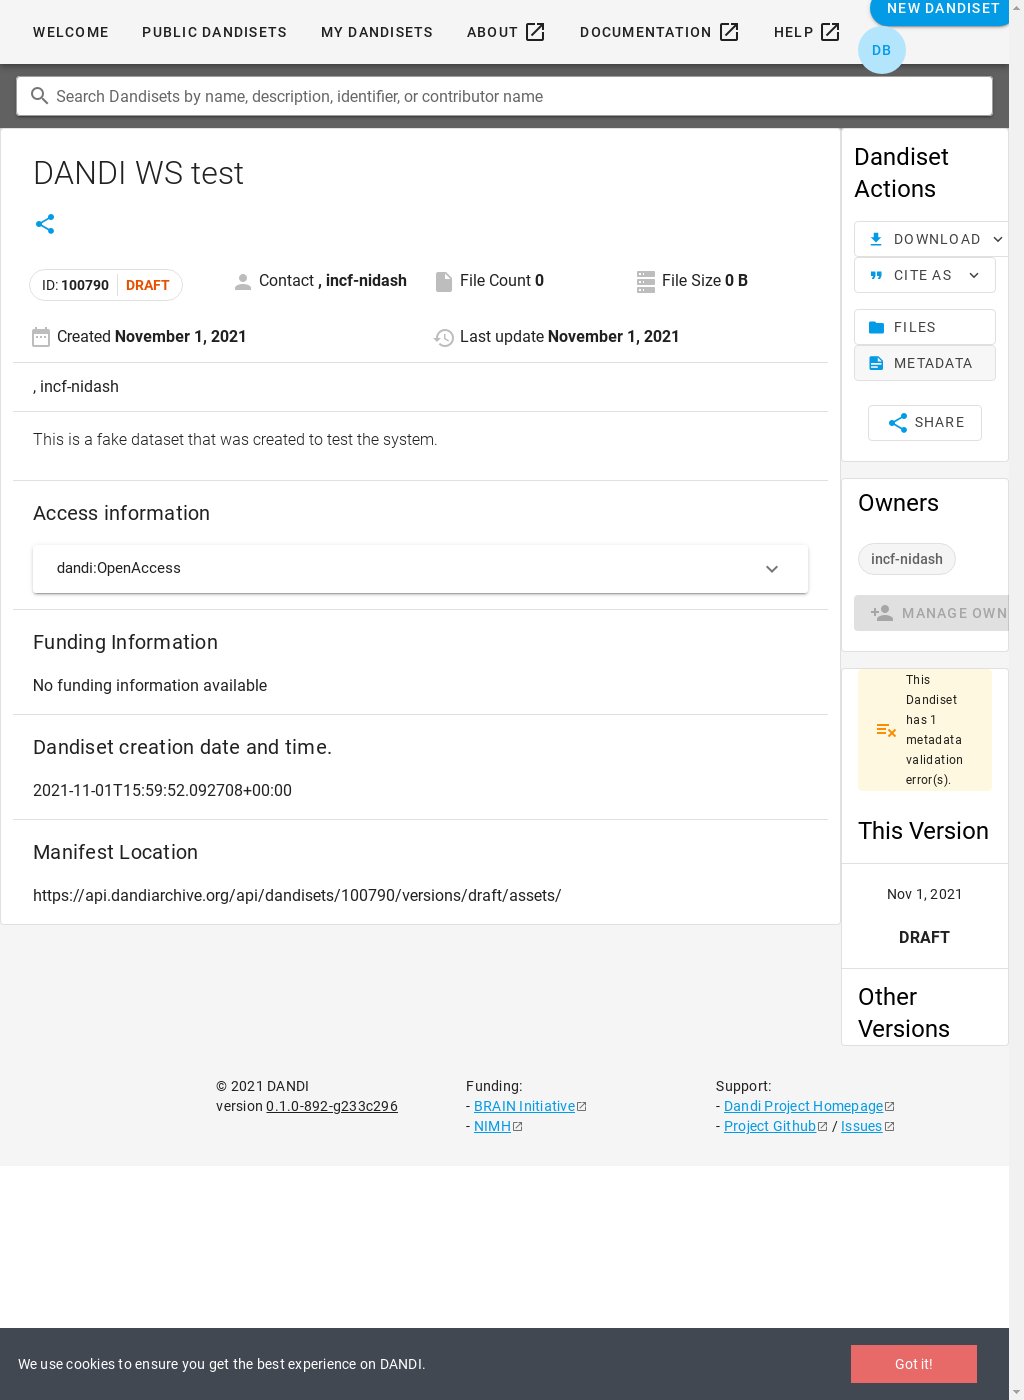 WELCOME PUBLIC DANDISETS MY DANDISETS ABOUT DOCUMENTATION HELP NEW DANDISET
DB
Search Dandisets by name, description, identifier, or contributor name
DANDI WS test
ID: 100790 DRAFT
Contact , incf-nidash
File Count 0
File Size 0 B
Created November 1, 2021
Last update November 1, 2021
, incf-nidash
This is a fake dataset that was created to test the system.
Access information
dandi:OpenAccess
Funding Information
No funding information available
Dandiset creation date and time.
2021-11-01T15:59:52.092708+00:00
Manifest Location
https://api.dandiarchive.org/api/dandisets/100790/versions/draft/assets/
Dandiset
Actions
DOWNLOAD
CITE AS
FILES
METADATA
SHARE
Owners
incf-nidash
MANAGE OWN
This
Dandiset
has 1
metadata
validation
error(s).
This Version
Nov 1, 2021
DRAFT
Other
Versions
© 2021 DANDI
version 0.1.0-892-g233c296
Funding:
- BRAIN Initiative
- NIMH
Support:
- Dandi Project Homepage
- Project Github / Issues
We use cookies to ensure you get the best experience on DANDI.
Got it!